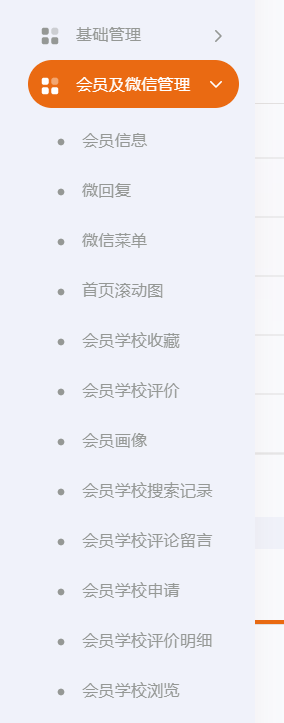 基础管理
会员及微信管理
会员信息
微回复
微信菜单
首页滚动图
会员学校收藏
会员学校评价
会员画像
会员学校搜索记录
会员学校评论留言
会员学校申请
会员学校评价明细
会员学校浏览